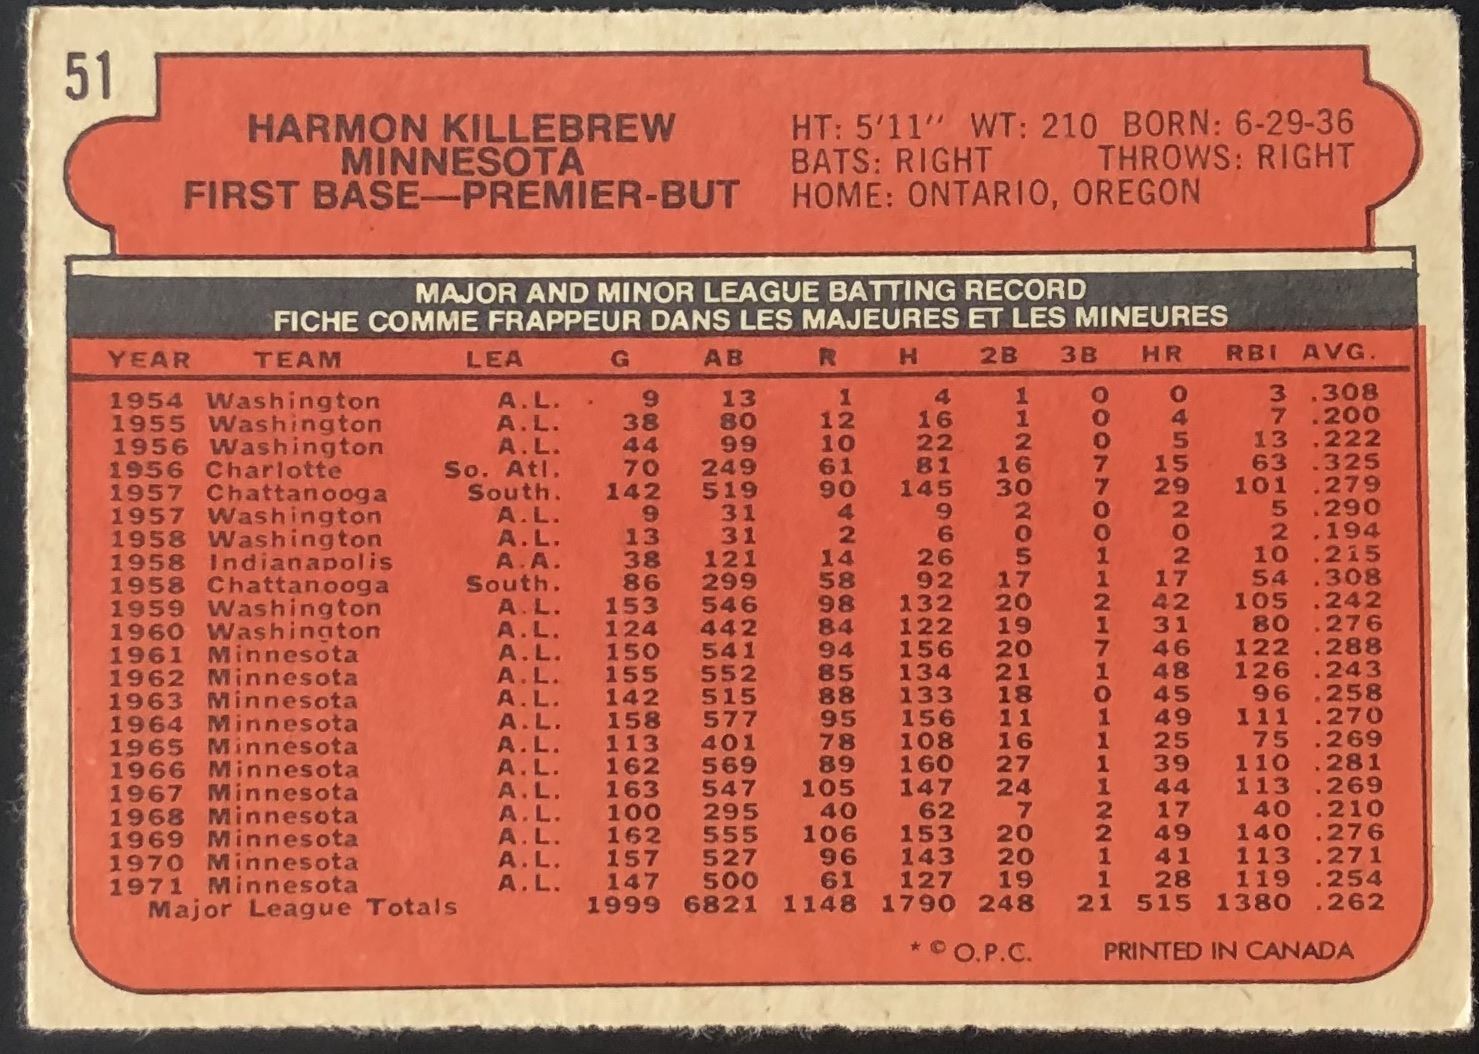 51
HARMON KILLEBREW
MINNESOTA
FIRST BASE—PREMIER-BUT
HT: 5'11" WT: 210 BORN: 6-29-36
BATS: RIGHT THROWS: RIGHT
HOME: ONTARIO, OREGON
MAJOR AND MINOR LEAGUE BATTING RECORD
FICHE COMME FRAPPEUR DANS LES MAJEURES ET LES MINEURES
YEAR TEAM LEA G AB R H 2B 3B HR RBI AVG.
1954 Washington A.L. 9 13 1 4 1 0 0 3 .308
1955 Washington A.L. 38 80 12 16 1 0 4 7 .200
1956 Washington A.L. 44 99 10 22 2 0 5 13 .222
1956 Charlotte So. Atl. 70 249 61 81 16 7 15 63 .325
1957 Chattanooga South. 142 519 90 145 30 7 29 101 .279
1957 Washington A.L. 9 31 4 9 2 0 2 5 .290
1958 Washington A.L. 13 31 2 6 0 0 0 2 .194
1958 Indianapolis A.A. 38 121 14 26 5 1 2 10 .215
1958 Chattanooga South. 86 299 58 92 17 1 17 54 .308
1959 Washington A.L. 153 546 98 132 20 2 42 105 .242
1960 Washington A.L. 124 442 84 122 19 1 31 80 .276
1961 Minnesota A.L. 150 541 94 156 20 7 46 122 .288
1962 Minnesota A.L. 155 552 85 134 21 1 48 126 .243
1963 Minnesota A.L. 142 515 88 133 18 0 45 96 .258
1964 Minnesota A.L. 158 577 95 156 11 1 49 111 .270
1965 Minnesota A.L. 113 401 78 108 16 1 25 75 .269
1966 Minnesota A.L. 162 569 89 160 27 1 39 110 .281
1967 Minnesota A.L. 163 547 105 147 24 1 44 113 .269
1968 Minnesota A.L. 100 295 40 62 7 2 17 40 .210
1969 Minnesota A.L. 162 555 106 153 20 2 49 140 .276
1970 Minnesota A.L. 157 527 96 143 20 1 41 113 .271
1971 Minnesota A.L. 147 500 61 127 19 1 28 119 .254
Major League Totals 1999 6821 1148 1790 248 21 515 1380 .262
* © O.P.C. PRINTED IN CANADA